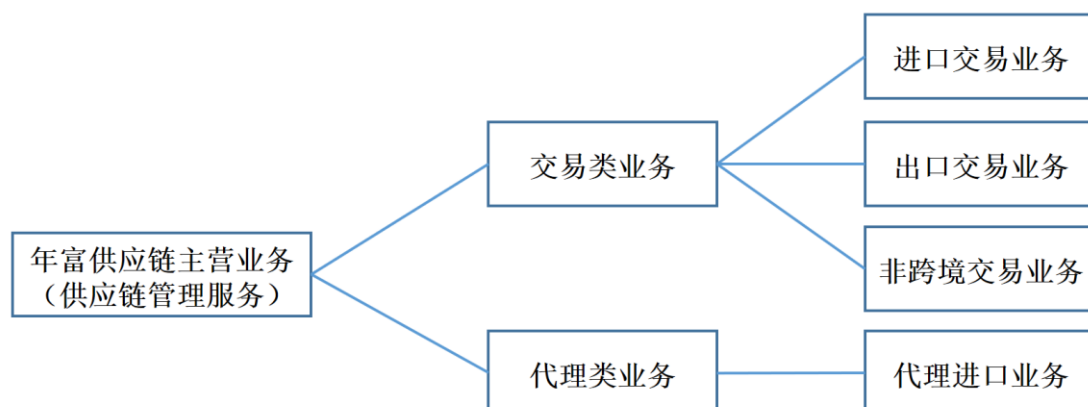 进口交易业务
交易类业务
出口交易业务
年富供应链主营业务
（供应链管理服务）
非跨境交易业务
代理类业务
代理进口业务